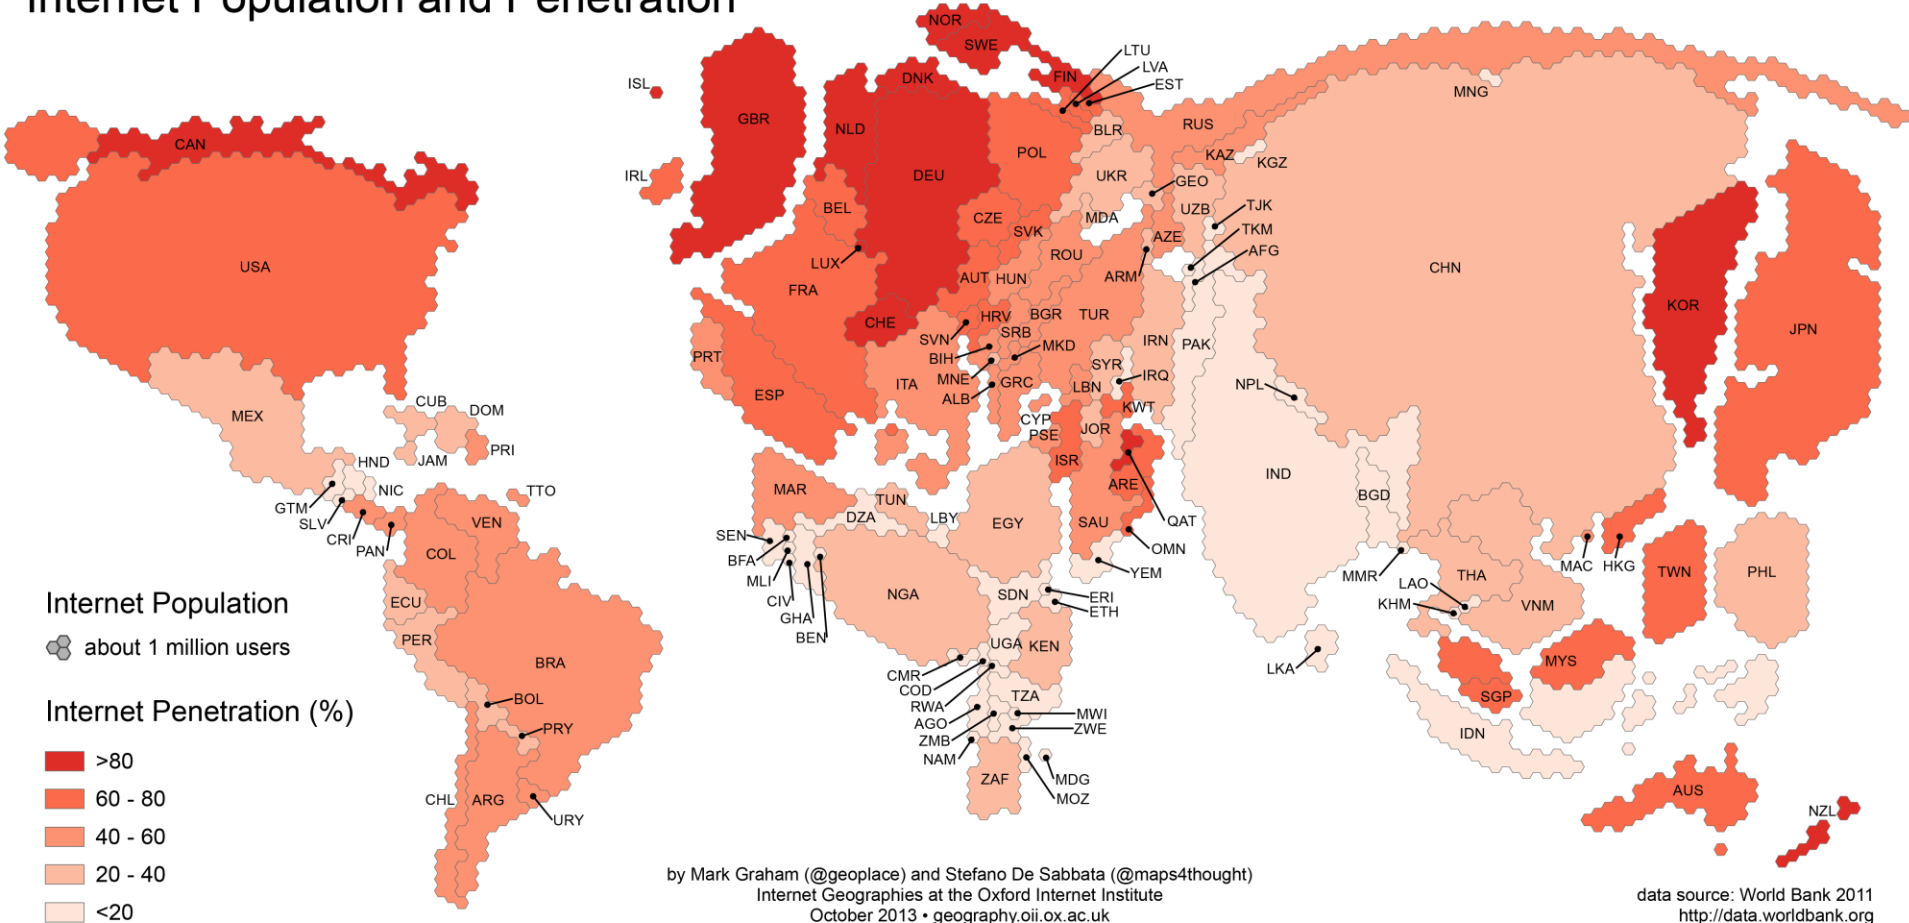 Internet Population and Penetration
NOR
SWE
LTU
LVA
EST
FIN
DNK
ISL
GBR
NLD
DEU
POL
BLR
RUS
MNG
KAZ
KGZ
CAN
IRL
BEL
CZE
UKR
GEO
UZB
TJK
TKM
AFG
MDA
SVK
AZE
ROU
LUX
USA
FRA
AUT
HUN
ARM
CHN
CHE
HRV
BGR
TUR
KOR
JPN
SVN
SRB
MKD
IRN
PAK
BIH
PRT
MNE
ITA
ALB
GRC
SYR
IRQ
LBN
NPL
ESP
KWT
CYP
PSE
JOR
ISR
MEX
CUB
DOM
PRI
JAM
HND
NIC
GTM
SLV
CRI
PAN
TTO
VEN
COL
MAR
TUN
DZA
LBY
EGY
ARE
SAU
QAT
OMN
YEM
IND
BGD
SEN
BFA
MLI
CIV
GHA
BEN
NGA
SDN
ERI
ETH
MMR
LAO
KHM
THA
VNM
MAC
HKG
TWN
PHL
ECU
PER
BRA
BOL
PRY
CHL
ARG
URY
UGA
KEN
CMR
COD
RWA
AGO
ZMB
NAM
TZA
MWI
ZWE
ZAF
MDG
MOZ
LKA
MYS
SGP
IDN
AUS
NZL
Internet Population
about 1 million users
Internet Penetration (%)
>80
60 - 80
40 - 60
20 - 40
<20
by Mark Graham (@geoplace) and Stefano De Sabbata (@maps4thought)
Internet Geographies at the Oxford Internet Institute
October 2013 • geography.oii.ox.ac.uk
data source: World Bank 2011
http://data.worldbank.org